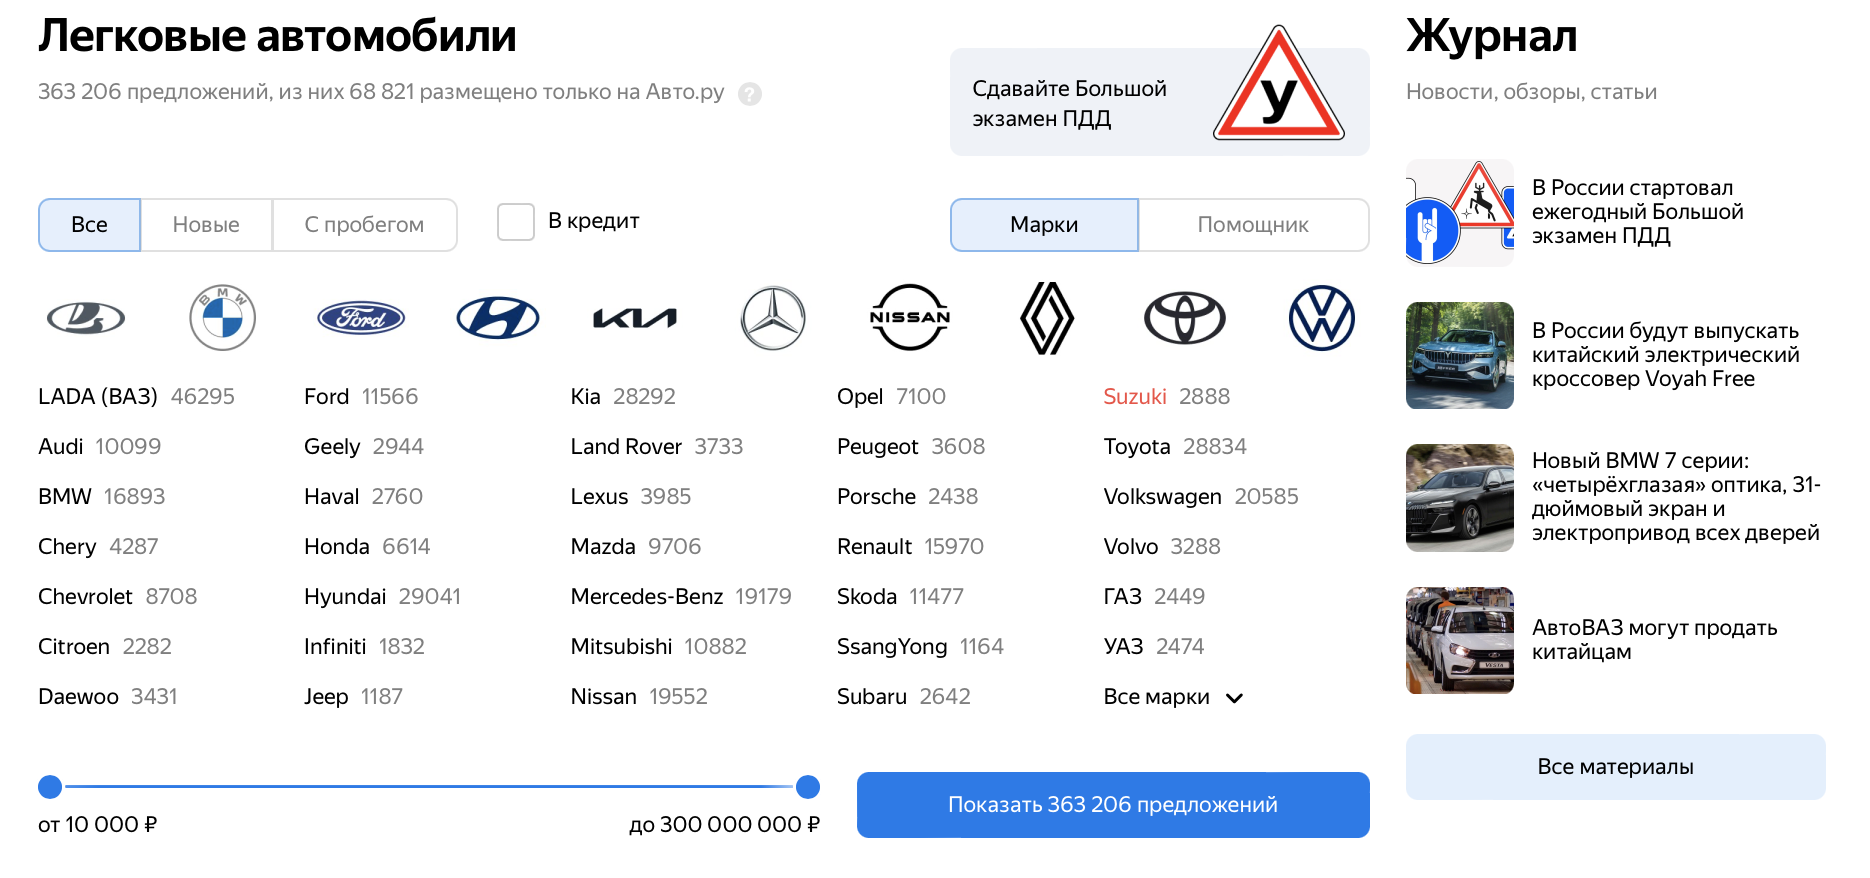 Легковые автомобили
363 206 предложений, из них 68 821 размещено только на Авто.ру ?
Сдавайте Большой
экзамен ПДД
У
Все
Новые
С пробегом
В кредит
Марки
Помощник
BMW
Ford
KIA
NISSAN
LADA (ВАЗ) 46295
Audi 10099
BMW 16893
Chery 4287
Chevrolet 8708
Citroen 2282
Daewoo 3431
Ford 11566
Geely 2944
Haval 2760
Honda 6614
Hyundai 29041
Infiniti 1832
Jeep 1187
Kia 28292
Land Rover 3733
Lexus 3985
Mazda 9706
Mercedes-Benz 19179
Mitsubishi 10882
Nissan 19552
Opel 7100
Peugeot 3608
Porsche 2438
Renault 15970
Skoda 11477
SsangYong 1164
Subaru 2642
Suzuki 2888
Toyota 28834
Volkswagen 20585
Volvo 3288
ГАЗ 2449
УАЗ 2474
Все марки
от 10 000 ₽
до 300 000 000 ₽
Показать 363 206 предложений
Журнал
Новости, обзоры, статьи
В России стартовал
ежегодный Большой
экзамен ПДД
В России будут выпускать
китайский электрический
кроссовер Voyah Free
Новый BMW 7 серии:
«четырёхглазая» оптика, 31-
дюймовый экран и
электропривод всех дверей
VESTA
АвтоВАЗ могут продать
китайцам
Все материалы